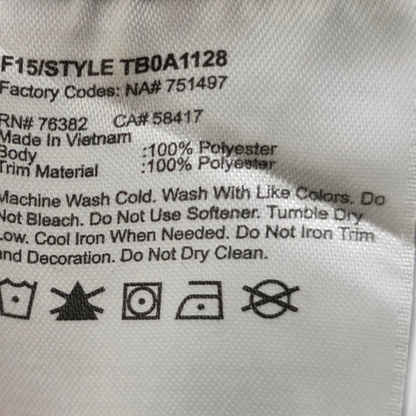 F15/STYLE TB0A1128
Factory Codes: NA# 751497
RN# 76382 CA# 58417
Made In Vietnam
Body :100% Polyester
Trim Material :100% Polyester
Machine Wash Cold. Wash With Like Colors. Do
Not Bleach. Do Not Use Softener. Tumble Dry
Low. Cool Iron When Needed. Do Not Iron Trim
and Decoration. Do Not Dry Clean.